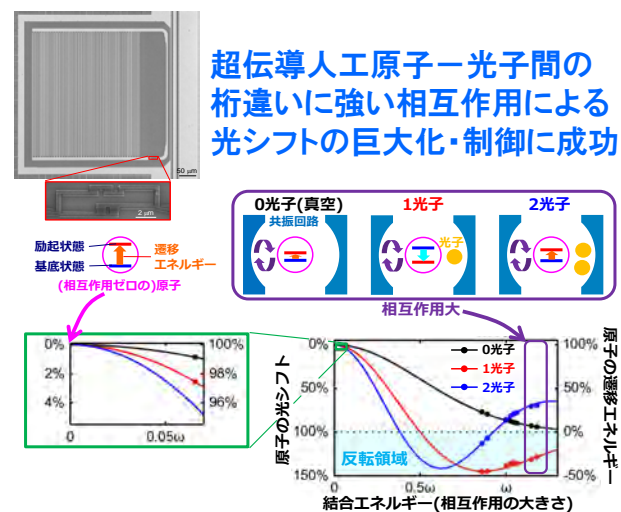 超伝導人工原子－光子間の
桁違いに強い相互作用による
光シフトの巨大化・制御に成功
50 μm
2 μm
0光子(真空)
1光子
2光子
共振回路
光子
励起状態
基底状態
遷移
エネルギー
(相互作用ゼロの)原子
相互作用大
0%
2%
4%
100%
98%
96%
0
0.05ω
原子の光シフト
0%
50%
100%
150%
0光子
1光子
2光子
反転領域
100%
50%
0%
-50%
原子の遷移エネルギー
0
0.5ω
ω
結合エネルギー(相互作用の大きさ)